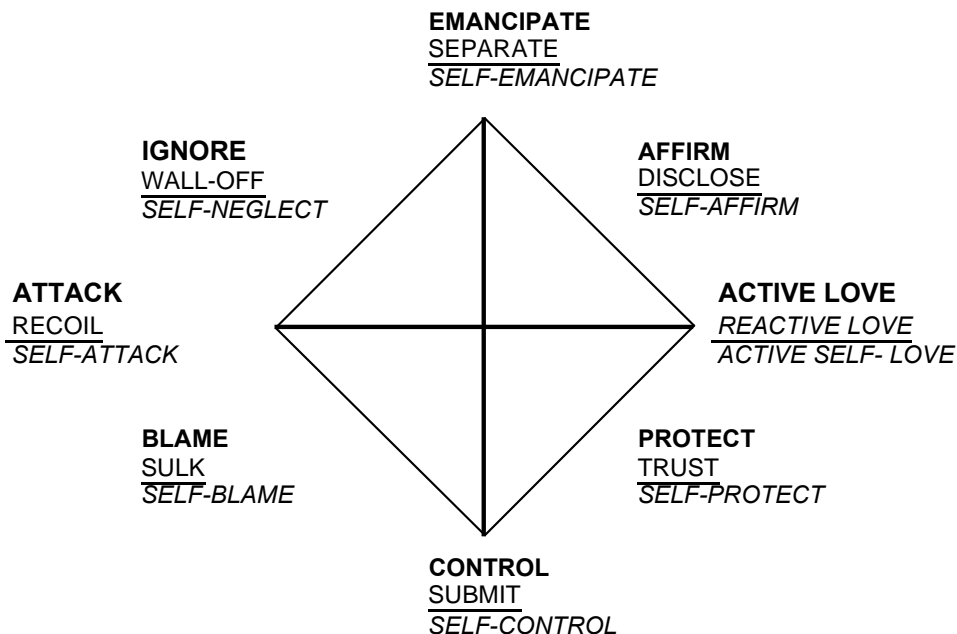 EMANCIPATE
SEPARATE
SELF-EMANCIPATE
IGNORE
WALL-OFF
SELF-NEGLECT
AFFIRM
DISCLOSE
SELF-AFFIRM
ATTACK
RECOIL
SELF-ATTACK
ACTIVE LOVE
REACTIVE LOVE
ACTIVE SELF- LOVE
BLAME
SULK
SELF-BLAME
PROTECT
TRUST
SELF-PROTECT
CONTROL
SUBMIT
SELF-CONTROL